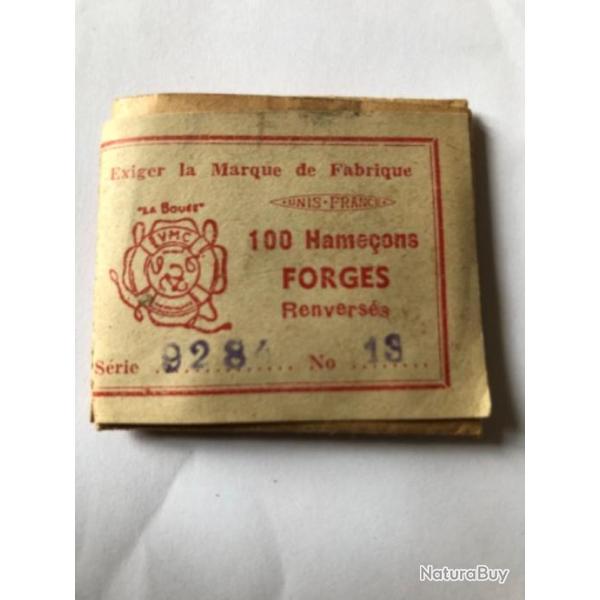 Exiger la Marque de Fabrique
"LA BOUÉE"
UNIS-FRANCE
VMC
100 Hameçons
FORGES
Renversés
Série 9284 No 13
NaturaBuy